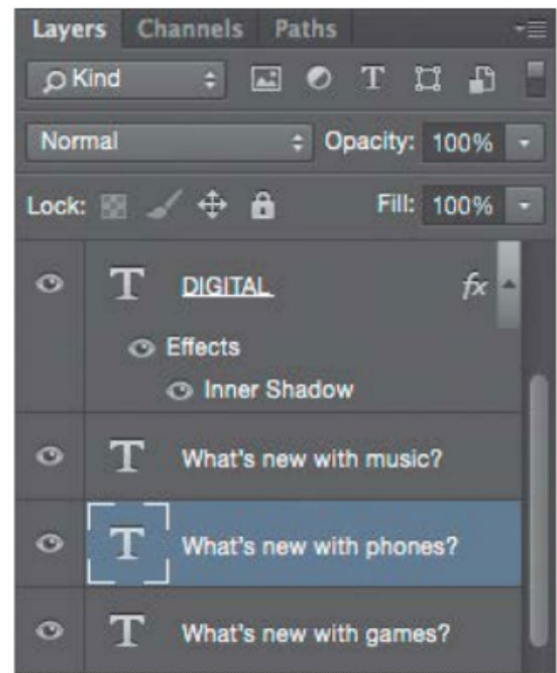 Layers Channels Paths
Kind T
Normal Opacity: 100%
Lock: Fill: 100%
T DIGITAL fx
Effects
Inner Shadow
T What's new with music?
T What's new with phones?
T What's new with games?